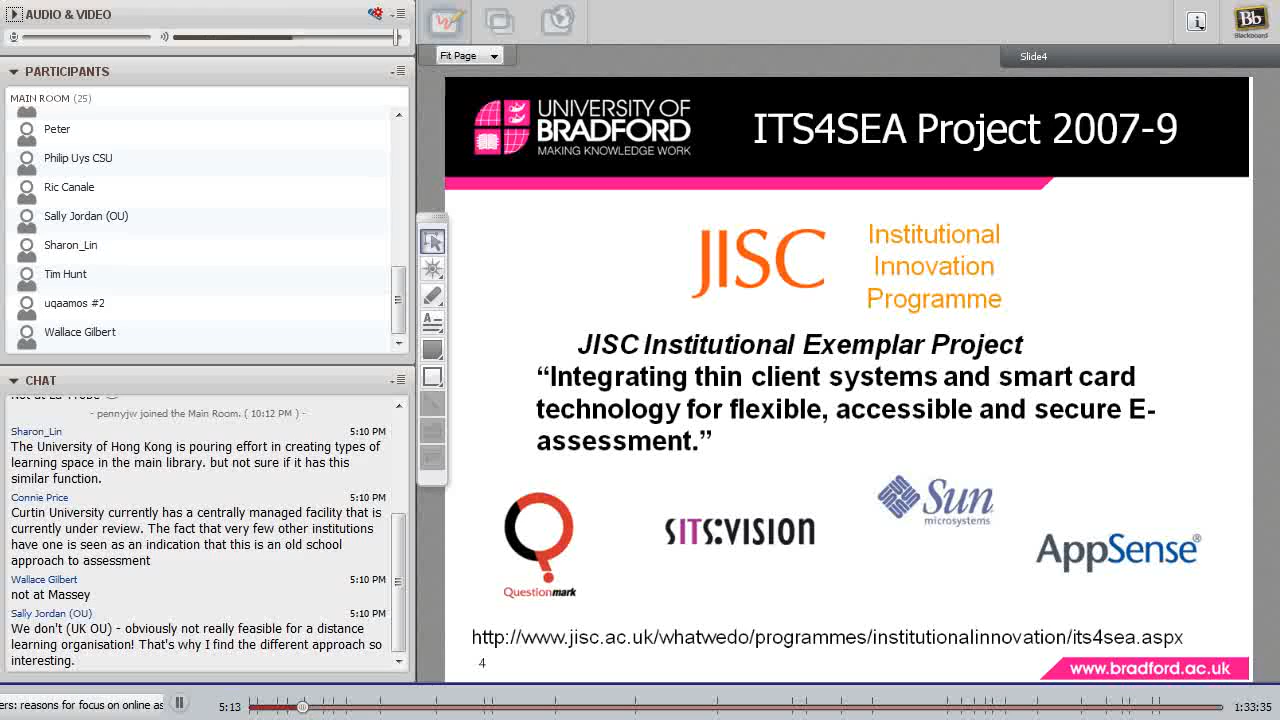 AUDIO & VIDEO
PARTICIPANTS
MAIN ROOM (25)
Peter
Philip Uys CSU
Ric Canale
Sally Jordan (OU)
Sharon_Lin
Tim Hunt
uqaamos #2
Wallace Gilbert
CHAT
- pennyjw joined the Main Room. ( 10:12 PM ) -
Sharon_Lin 5:10 PM
The University of Hong Kong is pouring effort in creating types of
learning space in the main library. but not sure if it has this
similar function.
Connie Price 5:10 PM
Curtin University currently has a centrally managed facility that is
currently under review. The fact that very few other institutions
have one is seen as an indication that this is an old school
approach to assessment
Wallace Gilbert 5:10 PM
not at Massey
Sally Jordan (OU) 5:10 PM
We don't (UK OU) - obviously not really feasible for a distance
learning organisation! That's why I find the different approach so
interesting.
Bb
Blackboard
Fit Page
Slide4
UNIVERSITY OF
BRADFORD
MAKING KNOWLEDGE WORK
ITS4SEA Project 2007-9
JISC
Institutional
Innovation
Programme
JISC Institutional Exemplar Project
“Integrating thin client systems and smart card
technology for flexible, accessible and secure E-
assessment.”
Questionmark
SITS:VISION
Sun
microsystems
AppSense®
http://www.jisc.ac.uk/whatwedo/programmes/institutionalinnovation/its4sea.aspx
4
www.bradford.ac.uk
ers: reasons for focus on online as
5:13
1:33:35